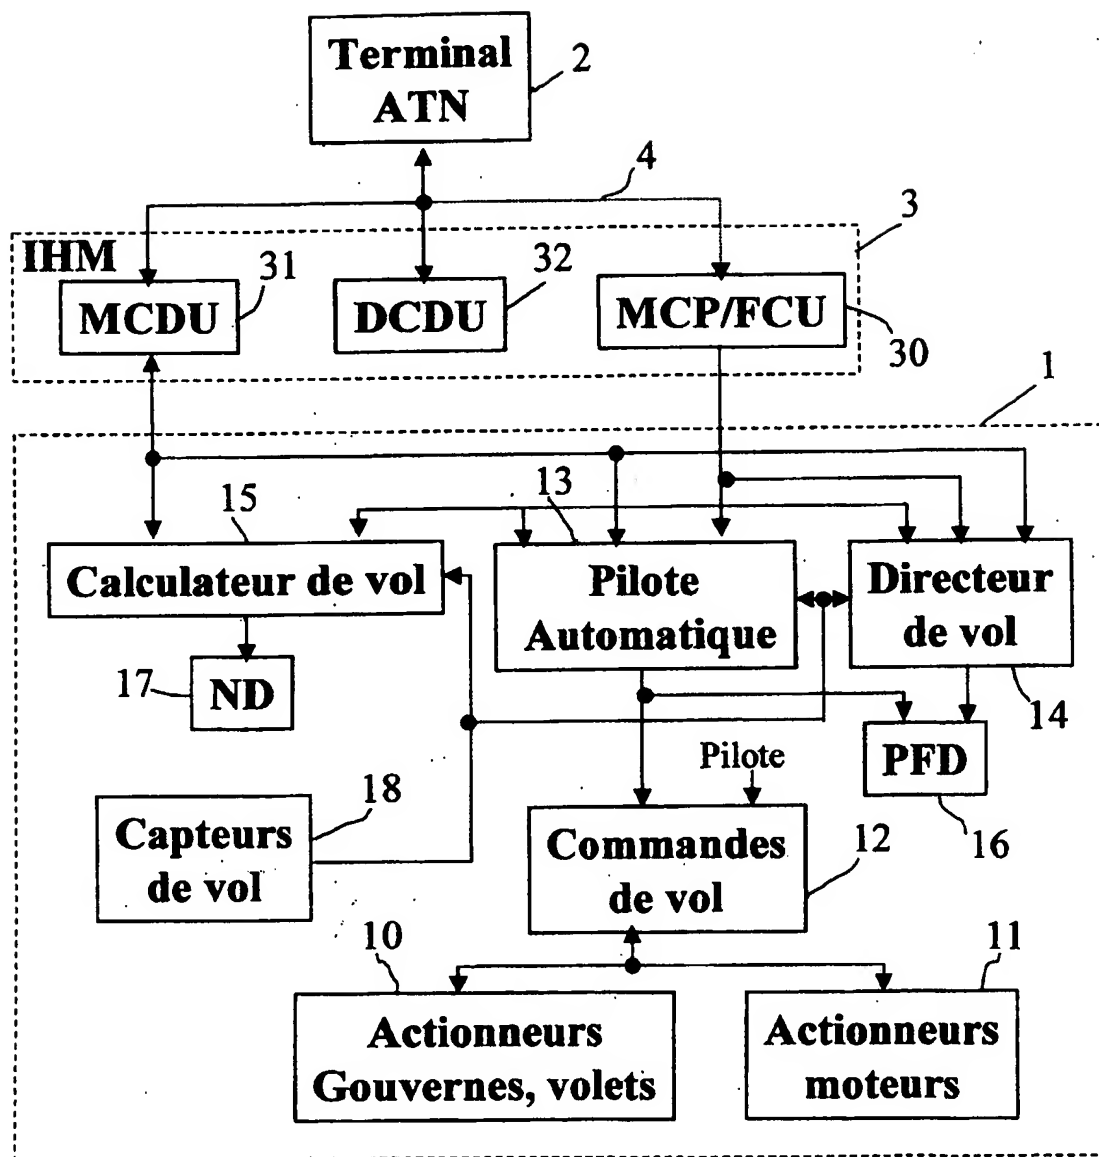 Terminal
ATN
2
4
3
IHM
31
32
MCDU
DCDU
MCP/FCU
30
1
15
13
Calculateur de vol
Pilote
Automatique
Directeur
de vol
17
ND
14
Pilote
PFD
18
Capteurs
de vol
16
Commandes
de vol
12
10
11
Actionneurs
Gouvernes, volets
Actionneurs
moteurs